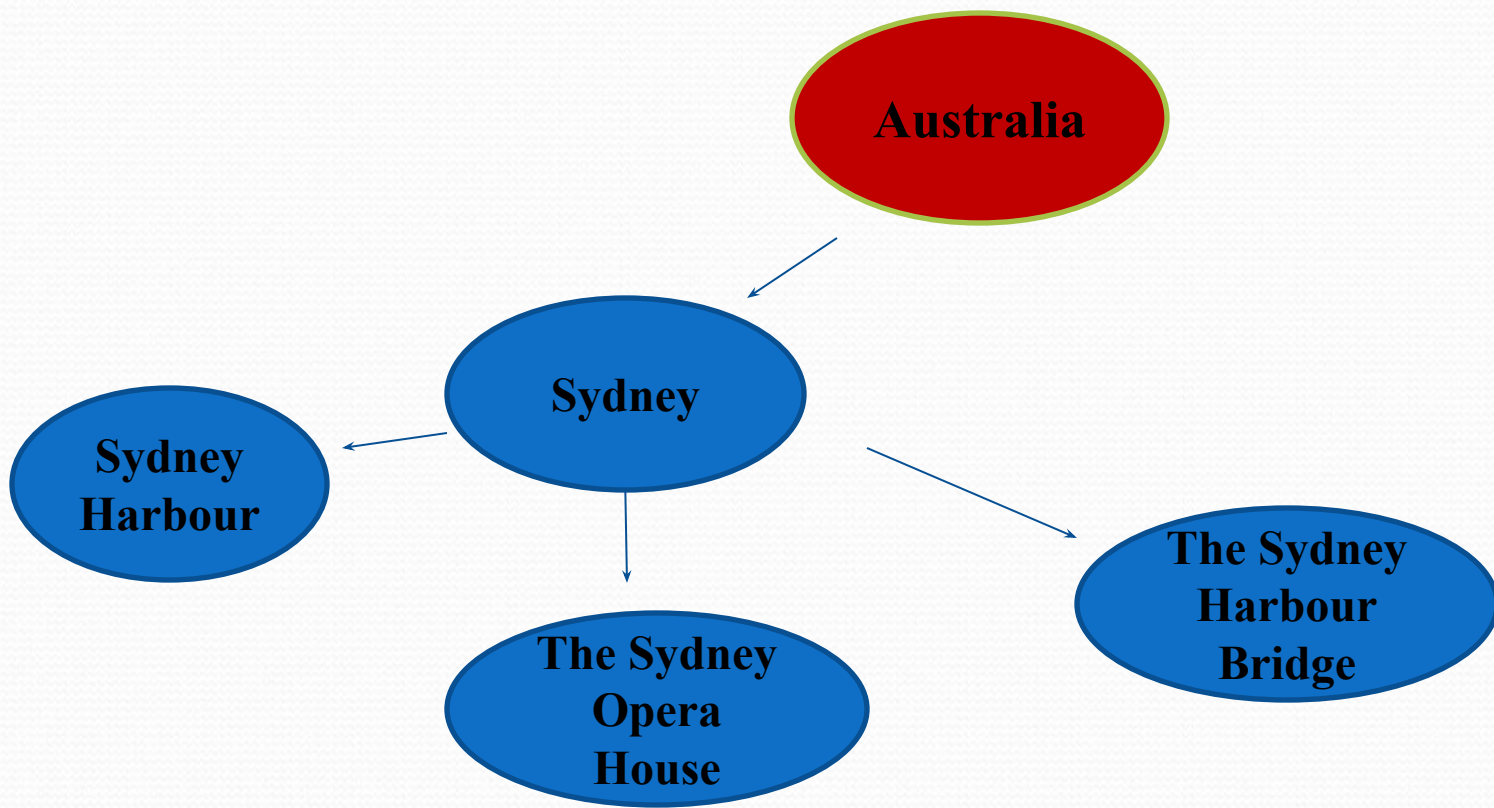 Australia
Sydney
Sydney
Harbour
The Sydney
Opera
House
The Sydney
Harbour
Bridge